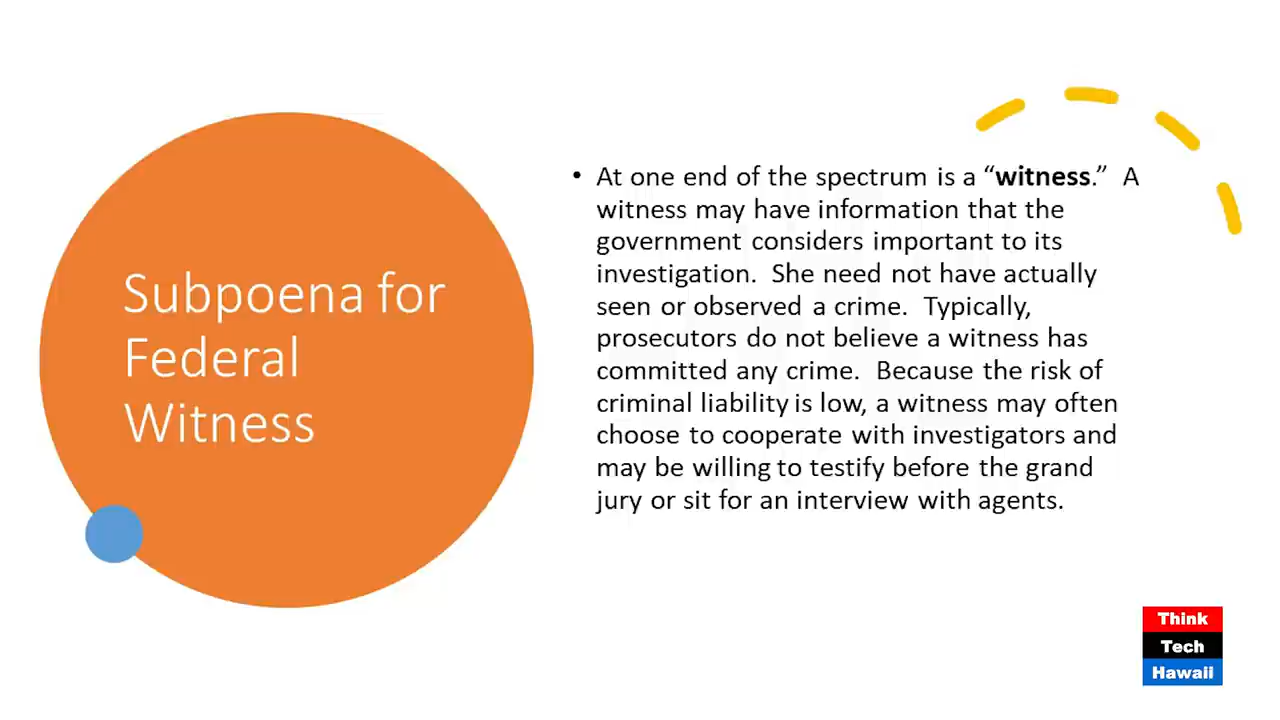 Subpoena for
Federal
Witness
• At one end of the spectrum is a “witness.”  A
witness may have information that the
government considers important to its
investigation.  She need not have actually
seen or observed a crime.  Typically,
prosecutors do not believe a witness has
committed any crime.  Because the risk of
criminal liability is low, a witness may often
choose to cooperate with investigators and
may be willing to testify before the grand
jury or sit for an interview with agents.
Think
Tech
Hawaii